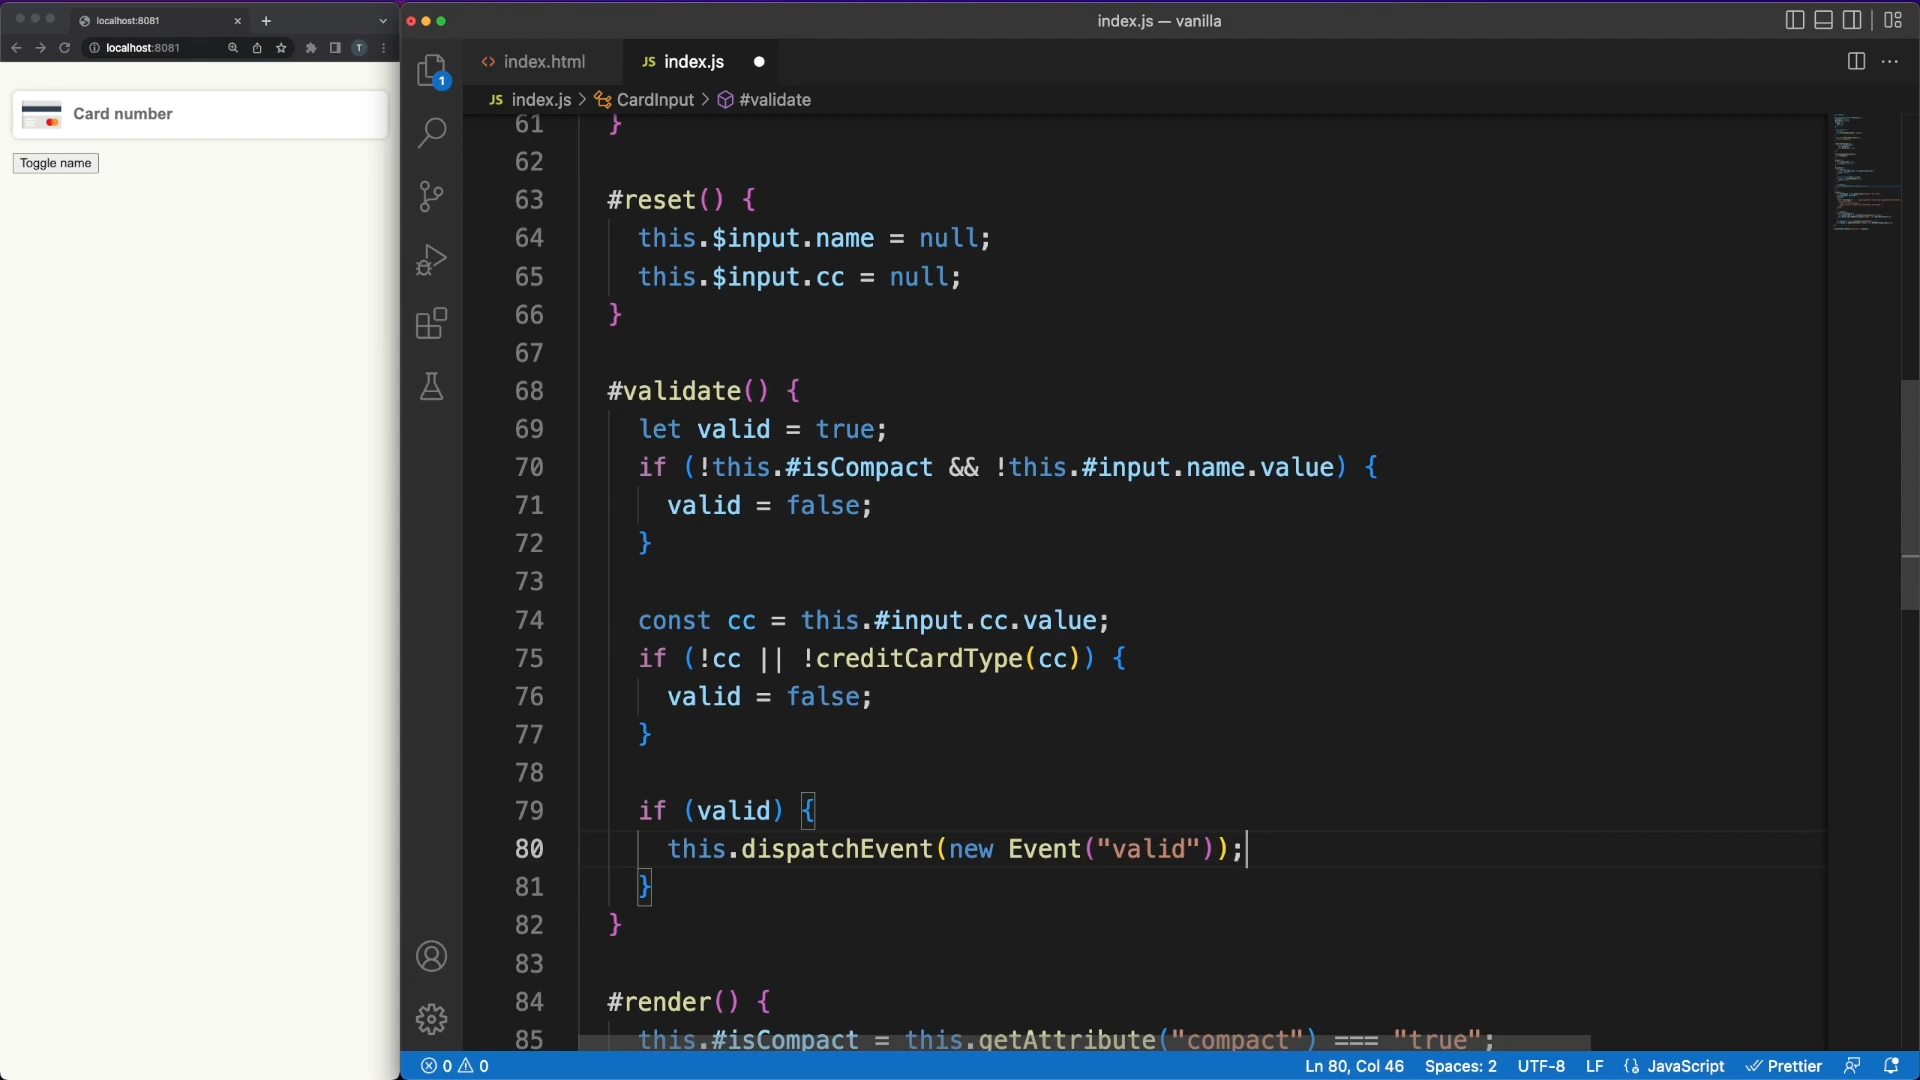 localhost:8081
localhost:8081
T
Card number
Toggle name
index.js — vanilla
1
index.html
JS index.js
JS index.js > CardInput > #validate
61 }
62
63 #reset() {
64 this.$input.name = null;
65 this.$input.cc = null;
66 }
67
68 #validate() {
69 let valid = true;
70 if (!this.#isCompact && !this.#input.name.value) {
71 valid = false;
72 }
73
74 const cc = this.#input.cc.value;
75 if (!cc || !creditCardType(cc)) {
76 valid = false;
77 }
78
79 if (valid) {
80 this.dispatchEvent(new Event("valid"));
81 }
82 }
83
84 #render() {
85 this.#isCompact = this.getAttribute("compact") === "true";
0 0
Ln 80, Col 46 Spaces: 2 UTF-8 LF {} JavaScript Prettier